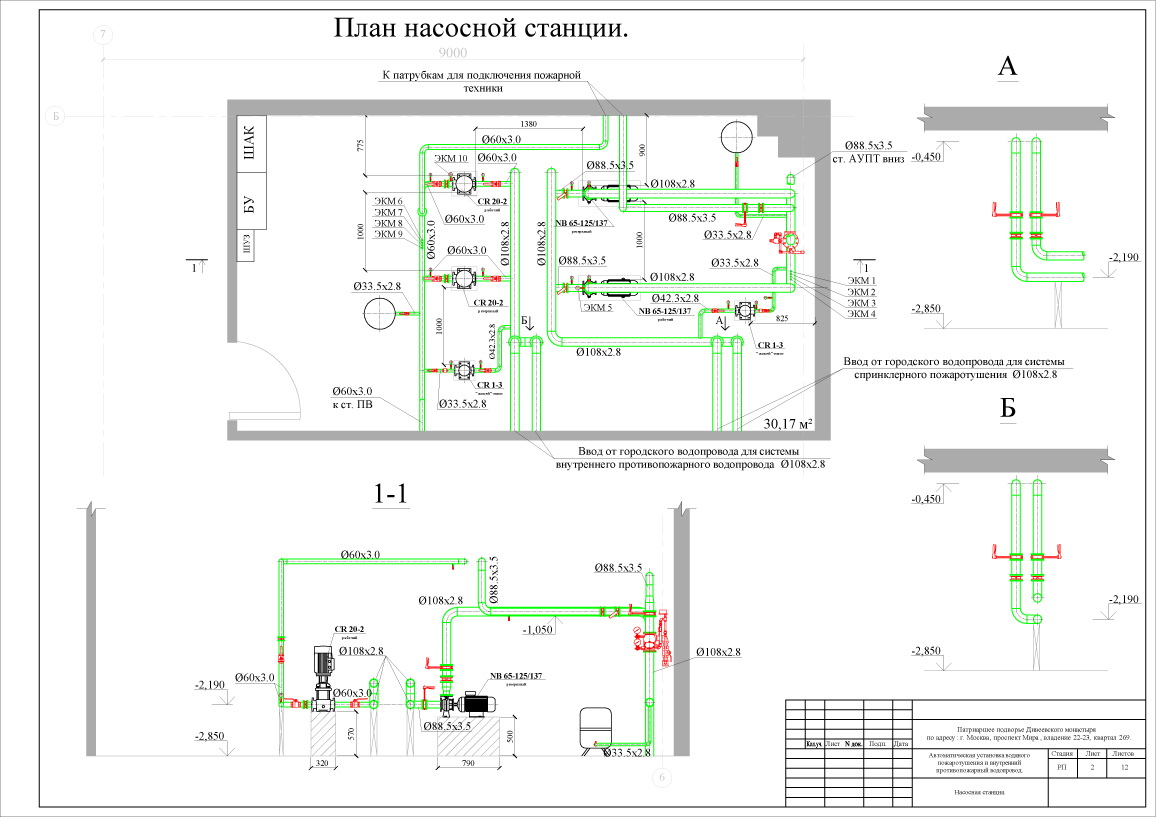 План насосной станции.
7
9000
К патрубкам для подключения пожарной
техники
Б
ШАК
БУ
ШУЗ
775
1380
Ø60x3.0
ЭКМ 10
Ø60x3.0
900
Ø88.5x3.5
Ø108x2.8
Ø88.5x3.5
ст. АУПТ вниз
CR 20-2
рабочий
ЭКМ 6
ЭКМ 7
ЭКМ 8
ЭКМ 9
Ø60x3.0
Ø60x3.0
Ø108x2.8
Ø108x2.8
NB 65-125/137
резервный
Ø88.5x3.5
Ø33.5x2.8
1000
1000
Ø60x3.0
Ø88.5x3.5
Ø33.5x2.8
1
1
Ø33.5x2.8
Ø108x2.8
Ø42.3x2.8
ЭКМ 1
ЭКМ 2
ЭКМ 3
ЭКМ 4
CR 20-2
резервный
ЭКМ 5
NB 65-125/137
рабочий
1000
Ø42.3x2.8
Б
А
825
CR 1-3
"жокей"-насос
Ø108x2.8
CR 1-3
"жокей"-насос
Ø60x3.0
к ст. ПВ
Ø33.5x2.8
Ввод от городского водопровода для системы
спринклерного пожаротушения Ø108x2.8
30,17 м²
Ввод от городского водопровода для системы
внутреннего противопожарного водопровода Ø108x2.8
А
-0,450
-2,190
-2,850
Б
-0,450
-2,190
-2,850
1-1
Ø60x3.0
Ø88.5x3.5
Ø88.5x3.5
Ø108x2.8
-1,050
CR 20-2
рабочий
Ø108x2.8
Ø108x2.8
NB 65-125/137
резервный
Ø60x3.0
Ø60x3.0
-2,190
Ø88.5x3.5
-2,850
570
500
320
790
Ø33.5x2.8
6
Патриаршее подворье Дивеевского монастыря
по адресу : г. Москва, проспект Мира , владение 22-23, квартал 269.
Кол.уч. Лист N док. Подп. Дата
Автоматическая установка водяного
пожаротушения и внутренний
противопожарный водопровод.
Стадия Лист Листов
РП 2 12
Насосная станция.